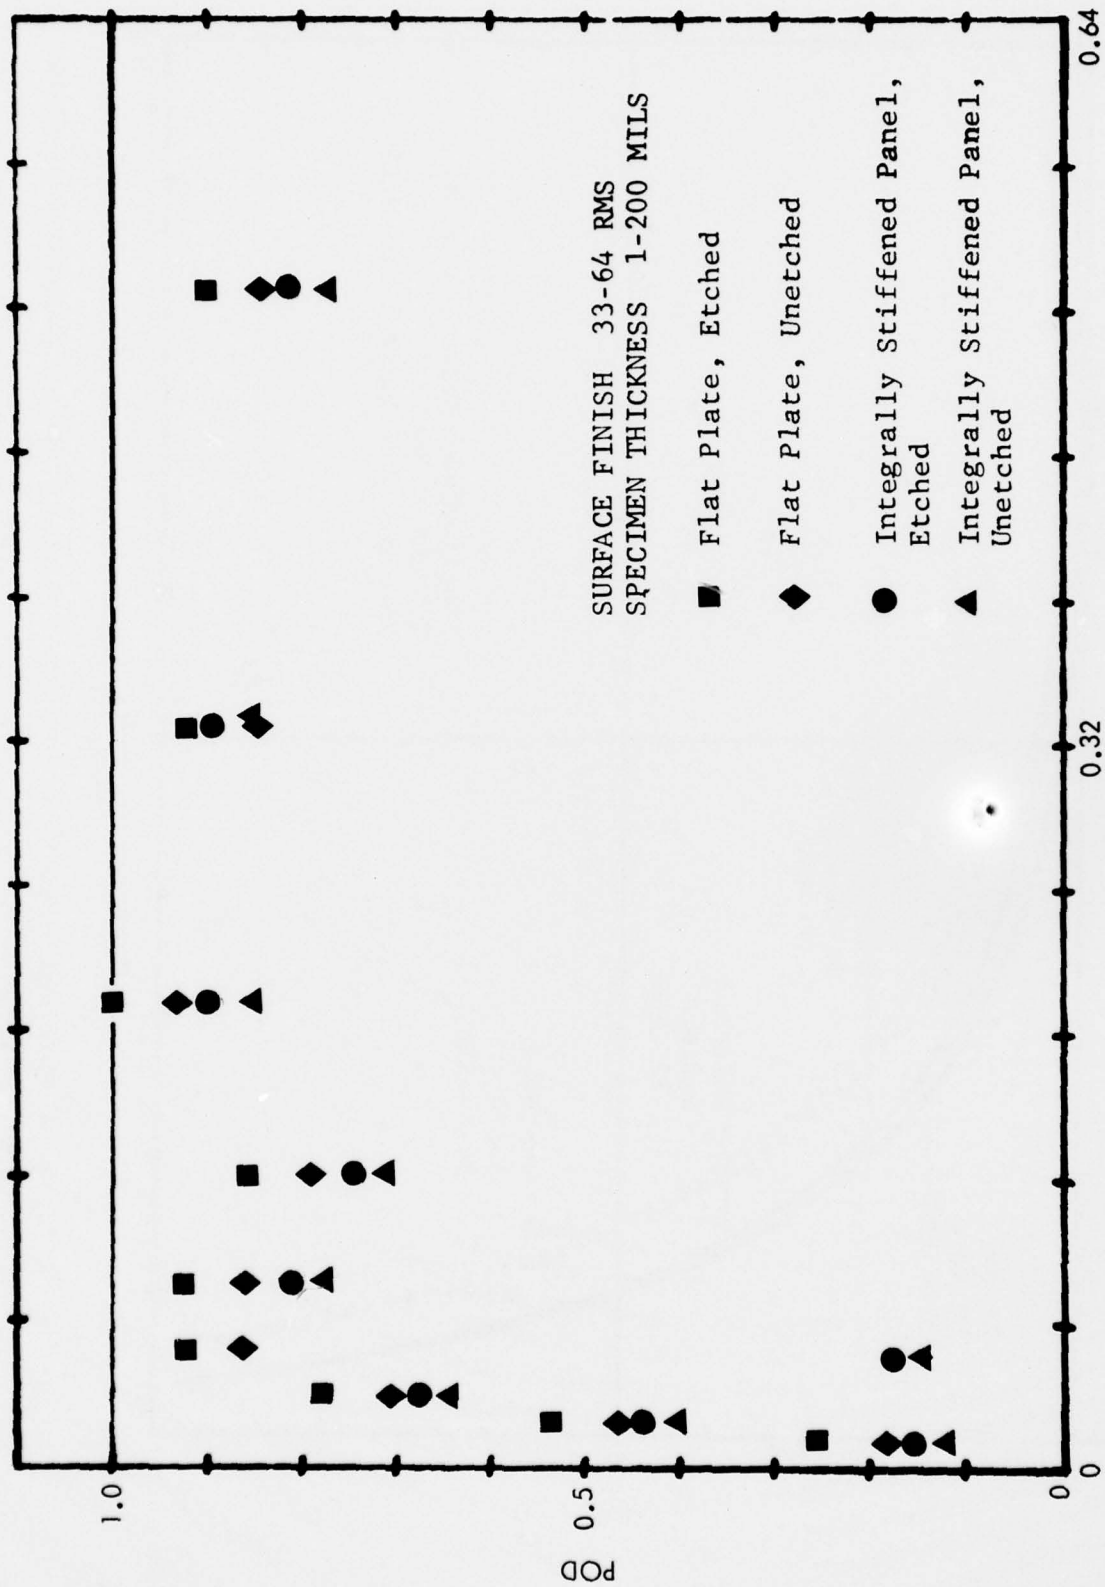 POD
1.0
0.5
0
0
0.32
0.64
SURFACE FINISH 33-64 RMS
SPECIMEN THICKNESS 1-200 MILS
Flat Plate, Etched
Flat Plate, Unetched
Integrally Stiffened Panel,
Etched
Integrally Stiffened Panel,
Unetched